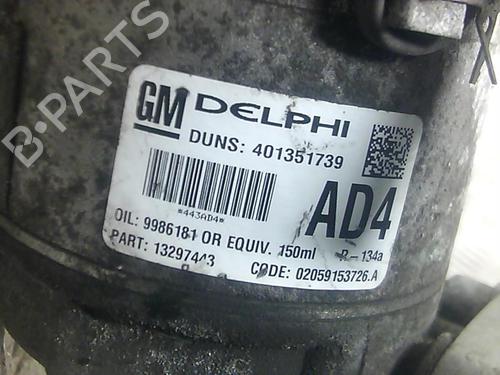 GM DELPHI
DUNS: 401351739
*443AD4*
AD4
OIL: 9986181 OR EQUIV. 150ml R-134a
PART: 13297443
CODE: 02059153726.A
B-PARTS